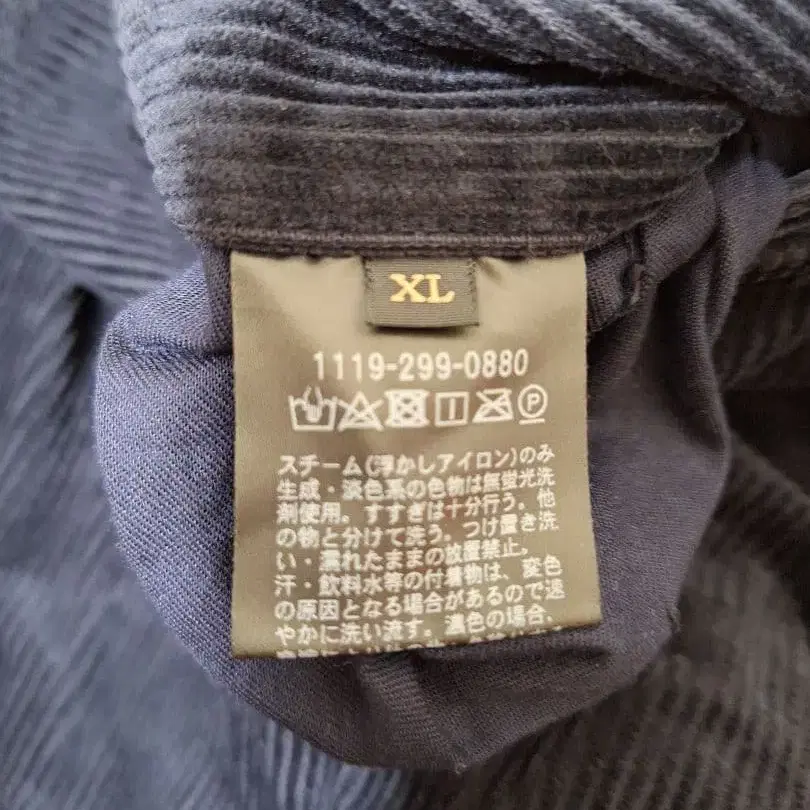 XL
1119-299-0880
P
スチーム(浮かしアイロン)のみ
生成・淡色系の色物は無蛍光洗
剤使用。すすぎは十分行う。他
の物と分けて洗う。つけ置き洗
い・濡れたままの放置禁止。
汗・飲料水等の付着物は、変色
の原因となる場合があるので速
やかに洗い流す。濃色の場合、